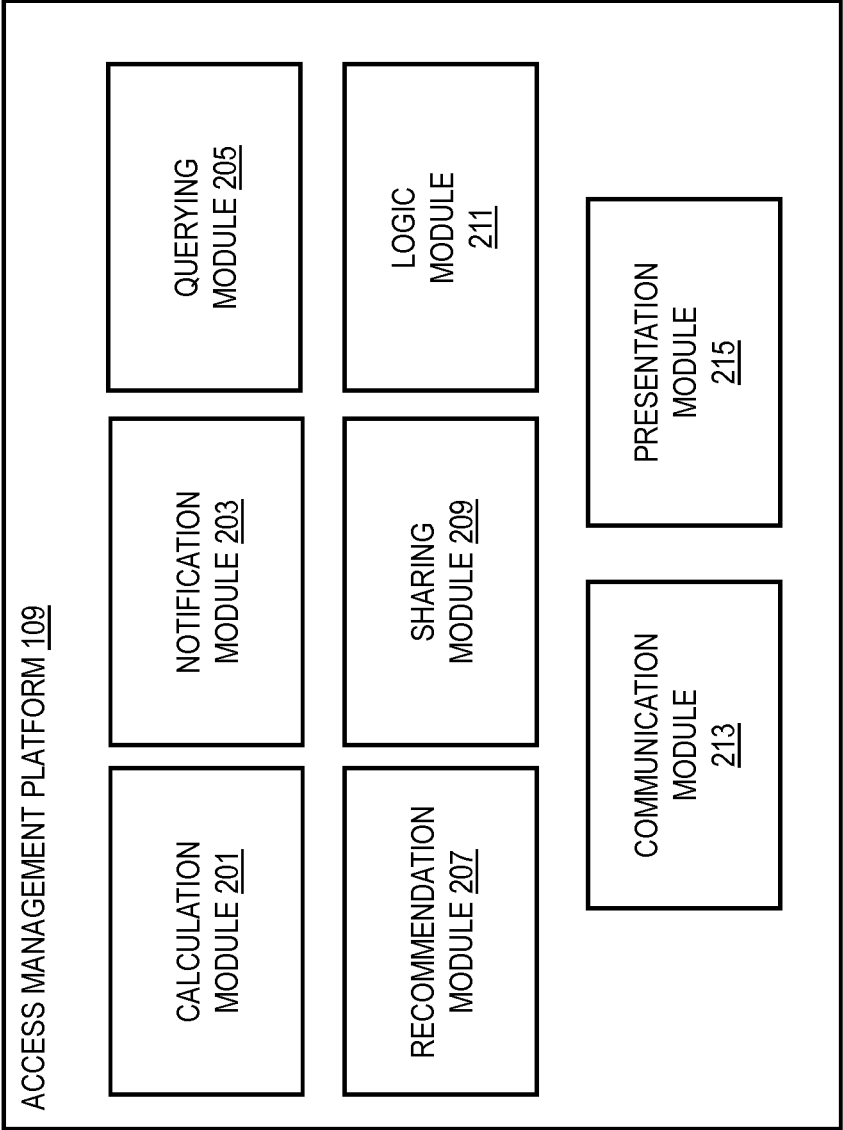 ACCESS MANAGEMENT PLATFORM 109
CALCULATION
MODULE 201
NOTIFICATION
MODULE 203
QUERYING
MODULE 205
RECOMMENDATION
MODULE 207
SHARING
MODULE 209
LOGIC
MODULE
211
COMMUNICATION
MODULE
213
PRESENTATION
MODULE
215